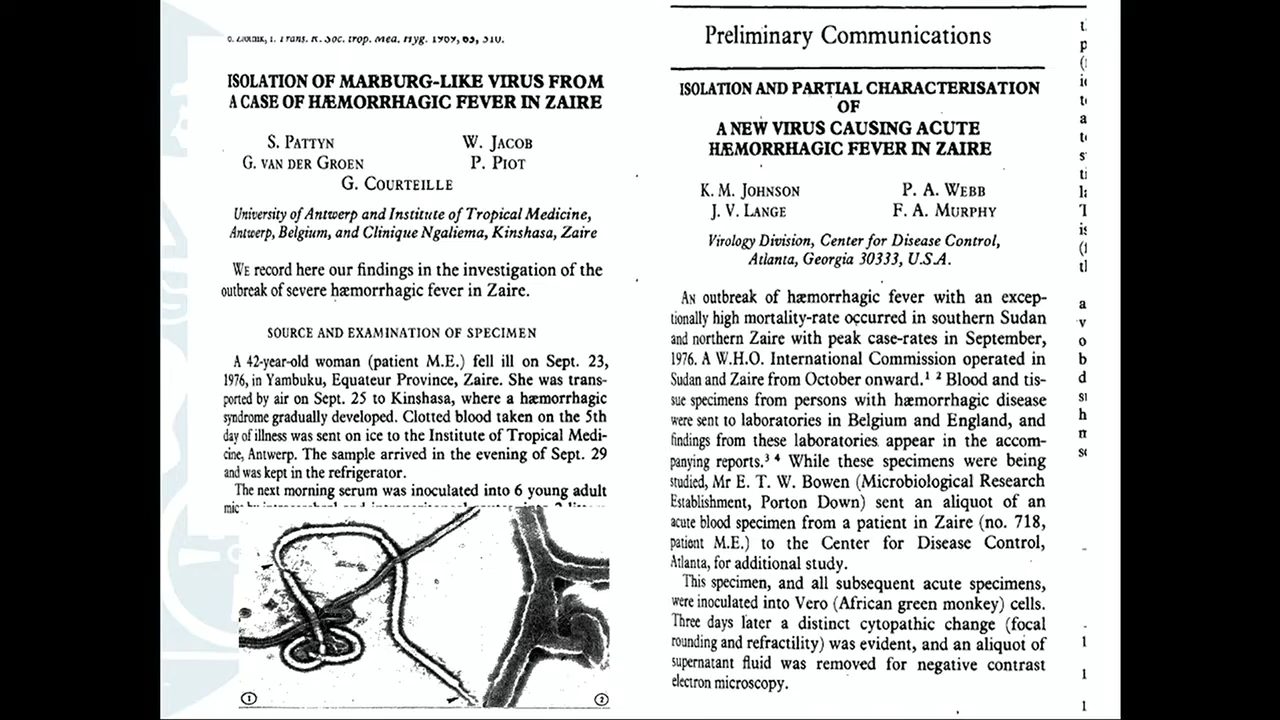 Trans. R. Soc. trop. Med. Hyg. 1969, 63, 310.
ISOLATION OF MARBURG-LIKE VIRUS FROM
A CASE OF HÆMORRHAGIC FEVER IN ZAIRE
S. PATTYN W. JACOB
G. VAN DER GROEN P. PIOT
G. COURTEILLE
University of Antwerp and Institute of Tropical Medicine,
Antwerp, Belgium, and Clinique Ngaliema, Kinshasa, Zaire
WE record here our findings in the investigation of the
outbreak of severe hæmorrhagic fever in Zaire.
SOURCE AND EXAMINATION OF SPECIMEN
A 42-year-old woman (patient M.E.) fell ill on Sept. 23,
1976, in Yambuku, Equateur Province, Zaire. She was trans-
ported by air on Sept. 25 to Kinshasa, where a hæmorrhagic
syndrome gradually developed. Clotted blood taken on the 5th
day of illness was sent on ice to the Institute of Tropical Medi-
cine, Antwerp. The sample arrived in the evening of Sept. 29
and was kept in the refrigerator.
The next morning serum was inoculated into 6 young adult
1 2
Preliminary Communications
ISOLATION AND PARTIAL CHARACTERISATION
OF
A NEW VIRUS CAUSING ACUTE
HÆMORRHAGIC FEVER IN ZAIRE
K. M. JOHNSON P. A. WEBB
J. V. LANGE F. A. MURPHY
Virology Division, Center for Disease Control,
Atlanta, Georgia 30333, U.S.A.
AN outbreak of hæmorrhagic fever with an excep-
tionally high mortality-rate occurred in southern Sudan
and northern Zaire with peak case-rates in September,
1976. A W.H.O. International Commission operated in
Sudan and Zaire from October onward.1 2 Blood and tis-
sue specimens from persons with hæmorrhagic disease
were sent to laboratories in Belgium and England, and
findings from these laboratories appear in the accom-
panying reports.3 4 While these specimens were being
studied, Mr E. T. W. Bowen (Microbiological Research
Establishment, Porton Down) sent an aliquot of an
acute blood specimen from a patient in Zaire (no. 718,
patient M.E.) to the Center for Disease Control,
Atlanta, for additional study.
This specimen, and all subsequent acute specimens,
were inoculated into Vero (African green monkey) cells.
Three days later a distinct cytopathic change (focal
rounding and refractility) was evident, and an aliquot of
supernatant fluid was removed for negative contrast
electron microscopy.